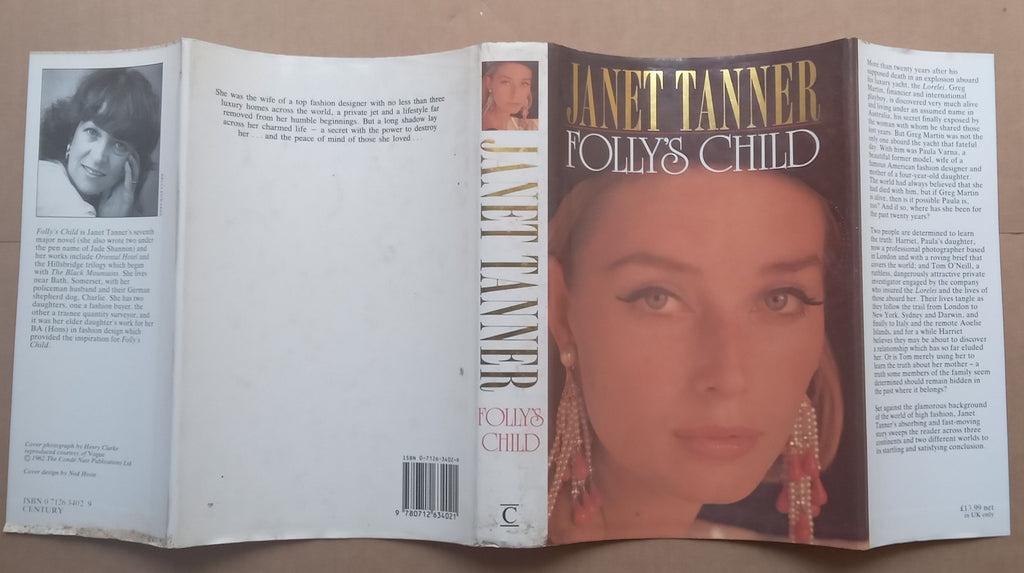 Folly's Child is Janet Tanner's seventh
major novel (she also wrote two under
the pen name of Jade Shannon) and
her works include Oriental Hotel and
the Hillsbridge trilogy which began
with The Black Mountains. She lives
near Bath, Somerset, with her
policeman husband and their German
shepherd dog, Charlie. She has two
daughters, one a fashion buyer, the
other a trainee quantity surveyor, and
it was her elder daughter's work for her
BA (Hons) in fashion design which
provided the inspiration for Folly's
Child.
Cover photograph by Henry Clarke
reproduced courtesy of Vogue
© 1962 The Condé Nast Publications Ltd
Cover design by Ned Hoste
ISBN 0 7126 3402 9
CENTURY
She was the wife of a top fashion designer with no less than three
luxury homes across the world, a private jet and a lifestyle far
removed from her humble beginnings. But a long shadow lay
across her charmed life – a secret with the power to destroy
her . . . and the peace of mind of those she loved . . .
ISBN 0-7126-3402-9
9 780712 634021
JANET TANNER
FOLLY'S
CHILD
C
JANET TANNER
FOLLY'S CHILD
More than twenty years after his
supposed death in an explosion aboard
his luxury yacht, the Lorelei, Greg
Martin, financier and international
playboy, is discovered very much alive
and living under an assumed name in
Australia, his secret finally exposed by
the woman with whom he shared those
lost years. But Greg Martin was not the
only one aboard the yacht that fateful
day. With him was Paula Varna, a
beautiful former model, wife of a
famous American fashion designer and
mother of a four-year-old daughter.
The world had always believed that she
had died with him, but if Greg Martin
is alive, then is it possible Paula is,
too? And if so, where has she been for
the past twenty years?
Two people are determined to learn
the truth: Harriet, Paula's daughter,
now a professional photographer based
in London and with a roving brief that
covers the world; and Tom O'Neill, a
ruthless, dangerously attractive private
investigator engaged by the company
who insured the Lorelei and the lives of
those aboard her. Their lives tangle as
they follow the trail from London to
New York, Sydney and Darwin, and
finally to Italy and the remote Aoelie
Islands, and for a while Harriet
believes they may be about to discover
a relationship which has so far eluded
her. Or is Tom merely using her to
learn the truth about her mother – a
truth some members of the family seem
determined should remain hidden in
the past where it belongs?
Set against the glamorous background
of the world of high fashion, Janet
Tanner's absorbing and fast-moving
story sweeps the reader across three
continents and two different worlds to
its startling and satisfying conclusion.
£13.99 net
in UK only